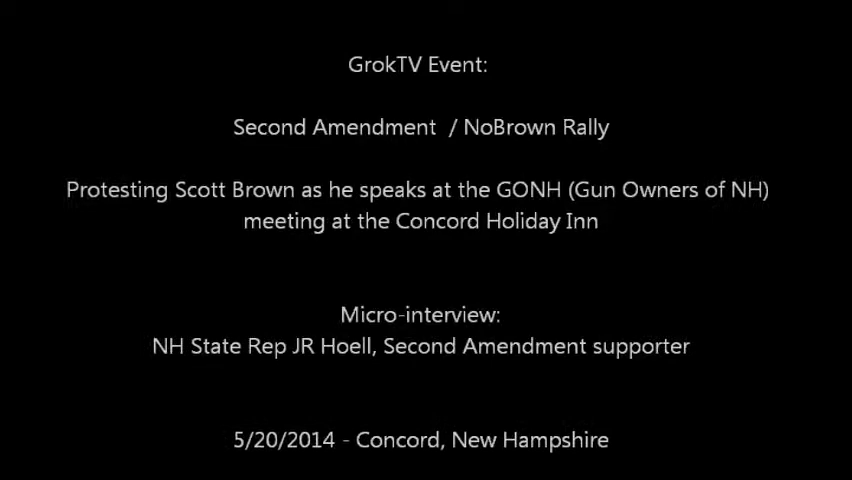 GrokTV Event:
Second Amendment / NoBrown Rally
Protesting Scott Brown as he speaks at the GONH (Gun Owners of NH)
meeting at the Concord Holiday Inn
Micro-interview:
NH State Rep JR Hoell, Second Amendment supporter
5/20/2014 - Concord, New Hampshire